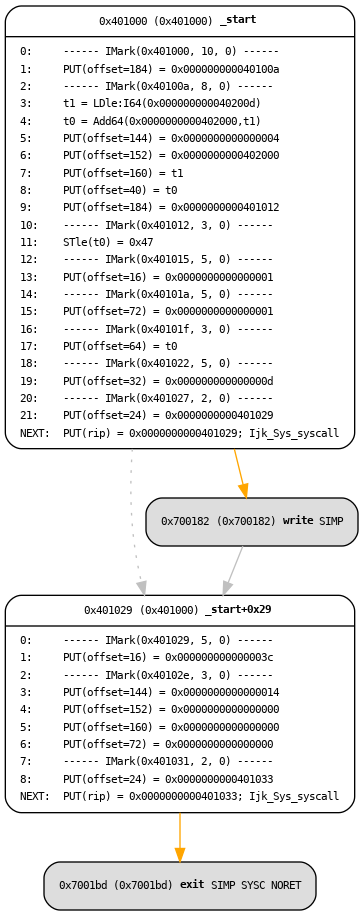 0x401000 (0x401000) _start
0: ------ IMark(0x401000, 10, 0) ------
1: PUT(offset=184) = 0x000000000040100a
2: ------ IMark(0x40100a, 8, 0) ------
3: t1 = LDle:I64(0x000000000040200d)
4: t0 = Add64(0x0000000000402000,t1)
5: PUT(offset=144) = 0x0000000000000004
6: PUT(offset=152) = 0x0000000000402000
7: PUT(offset=160) = t1
8: PUT(offset=40) = t0
9: PUT(offset=184) = 0x0000000000401012
10: ------ IMark(0x401012, 3, 0) ------
11: STle(t0) = 0x47
12: ------ IMark(0x401015, 5, 0) ------
13: PUT(offset=16) = 0x0000000000000001
14: ------ IMark(0x40101a, 5, 0) ------
15: PUT(offset=72) = 0x0000000000000001
16: ------ IMark(0x40101f, 3, 0) ------
17: PUT(offset=64) = t0
18: ------ IMark(0x401022, 5, 0) ------
19: PUT(offset=32) = 0x000000000000000d
20: ------ IMark(0x401027, 2, 0) ------
21: PUT(offset=24) = 0x0000000000401029
NEXT: PUT(rip) = 0x0000000000401029; Ijk_Sys_syscall
0x700182 (0x700182) write SIMP
0x401029 (0x401000) _start+0x29
0: ------ IMark(0x401029, 5, 0) ------
1: PUT(offset=16) = 0x000000000000003c
2: ------ IMark(0x40102e, 3, 0) ------
3: PUT(offset=144) = 0x0000000000000014
4: PUT(offset=152) = 0x0000000000000000
5: PUT(offset=160) = 0x0000000000000000
6: PUT(offset=72) = 0x0000000000000000
7: ------ IMark(0x401031, 2, 0) ------
8: PUT(offset=24) = 0x0000000000401033
NEXT: PUT(rip) = 0x0000000000401033; Ijk_Sys_syscall
0x7001bd (0x7001bd) exit SIMP SYSC NORET